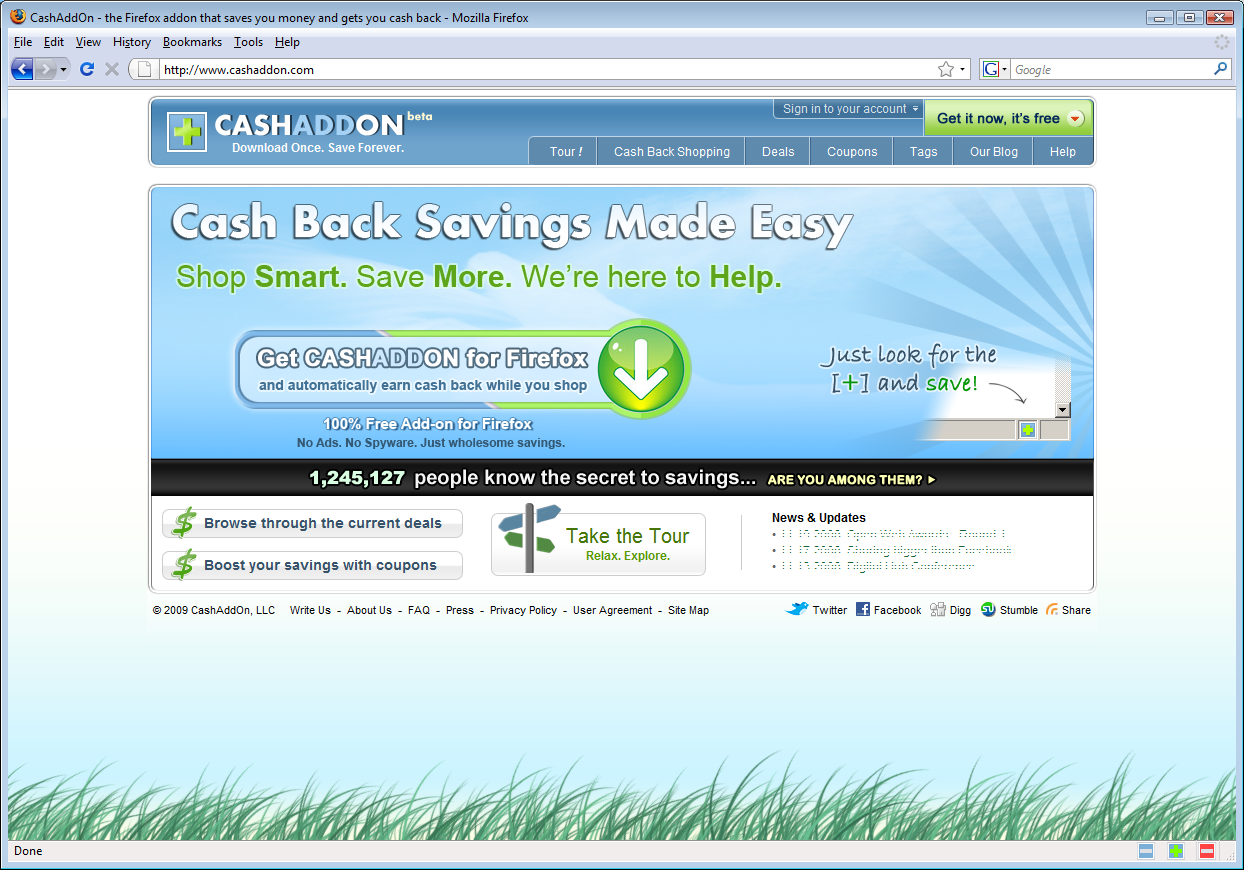 CashAddOn - the Firefox addon that saves you money and gets you cash back - Mozilla Firefox
File Edit View History Bookmarks Tools Help
http://www.cashaddon.com
G Google
CASHADDON beta
Download Once. Save Forever.
Sign in to your account
Get it now, it's free
Tour! Cash Back Shopping Deals Coupons Tags Our Blog Help
Cash Back Savings Made Easy
Shop Smart. Save More. We're here to Help.
Get CASHADDON for Firefox
and automatically earn cash back while you shop
100% Free Add-on for Firefox
No Ads. No Spyware. Just wholesome savings.
Just look for the
[+] and save!
1,245,127 people know the secret to savings... ARE YOU AMONG THEM?
Browse through the current deals
Boost your savings with coupons
Take the Tour
Relax. Explore.
News & Updates
© 2009 CashAddOn, LLC Write Us - About Us - FAQ - Press - Privacy Policy - User Agreement - Site Map
Twitter Facebook Digg Stumble Share
Done